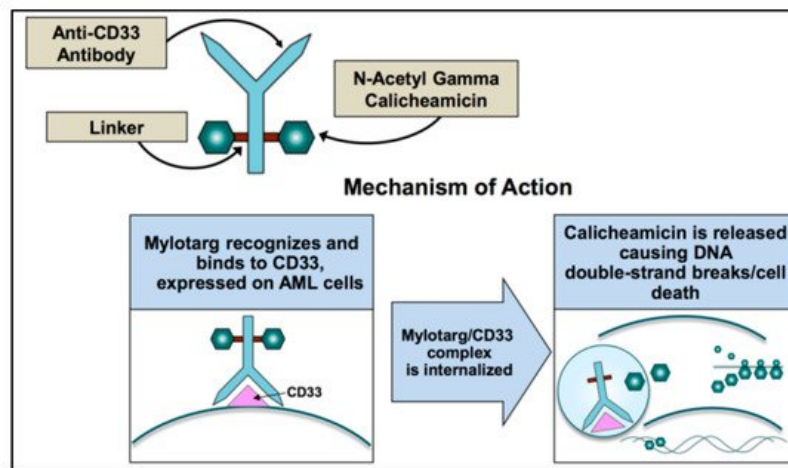 Anti-CD33
Antibody
N-Acetyl Gamma
Calicheamicin
Linker
Mechanism of Action
Mylotarg recognizes and
binds to CD33,
expressed on AML cells
Mylotarg/CD33
complex
is internalized
Calicheamicin is released
causing DNA
double-strand breaks/cell
death
CD33